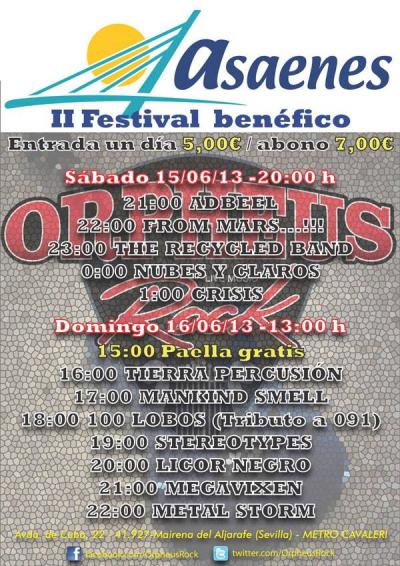 asaenes
II Festival benéfico
Entrada un día 5,00€ / abono 7,00€
Sábado 15/06/13 -20:00 h
ORPHEUS
21:00 ADBEEL
22:00 FROM MARS...!!!
23:00 THE RECYCLED BAND
0:00 NUBES Y CLAROS
1:00 CRISIS
Rock
Domingo 16/06/13 -13:00 h
15:00 Paella gratis
16:00 TIERRA PERCUSIÓN
17:00 MANKIND SMELL
18:00 100 LOBOS (Tributo a 091)
19:00 STEREOTYPES
20:00 LICOR NEGRO
21:00 MEGAVIXEN
22:00 METAL STORM
Avda. de Cuba, 22 - 41.927-Mairena del Aljarafe (Sevilla) - METRO CAVALERI
facebook.com/OrpheusRock twitter.com/OrpheusRock